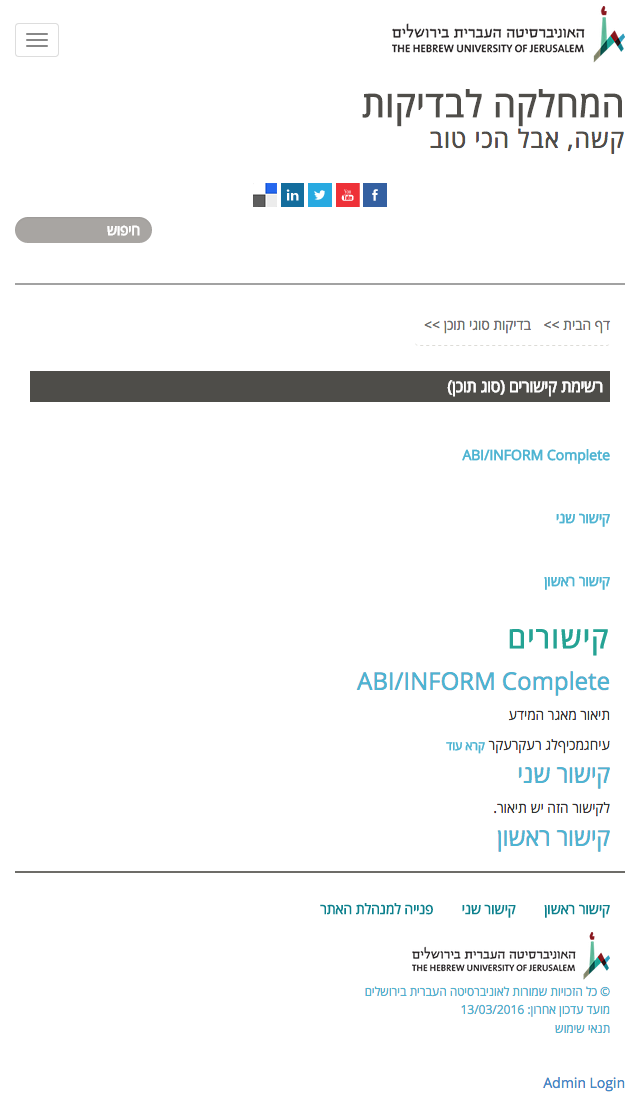 האוניברסיטה העברית בירושלים
THE HEBREW UNIVERSITY OF JERUSALEM
המחלקה לבדיקות
קשה, אבל הכי טוב
in You Tube f
חיפוש
דף הבית >> בדיקות סוגי תוכן >>
רשימת קישורים (סוג תוכן)
ABI/INFORM Complete
קישור שני
קישור ראשון
קישורים
ABI/INFORM Complete
תיאור מאגר המידע
עיחגמכיףלג רעקרעקר קרא עוד
קישור שני
לקישור הזה יש תיאור.
קישור ראשון
קישור ראשון קישור שני פנייה למנהלת האתר
האוניברסיטה העברית בירושלים
THE HEBREW UNIVERSITY OF JERUSALEM
© כל הזכויות שמורות לאוניברסיטה העברית בירושלים
מועד עדכון אחרון: 13/03/2016
תנאי שימוש
Admin Login